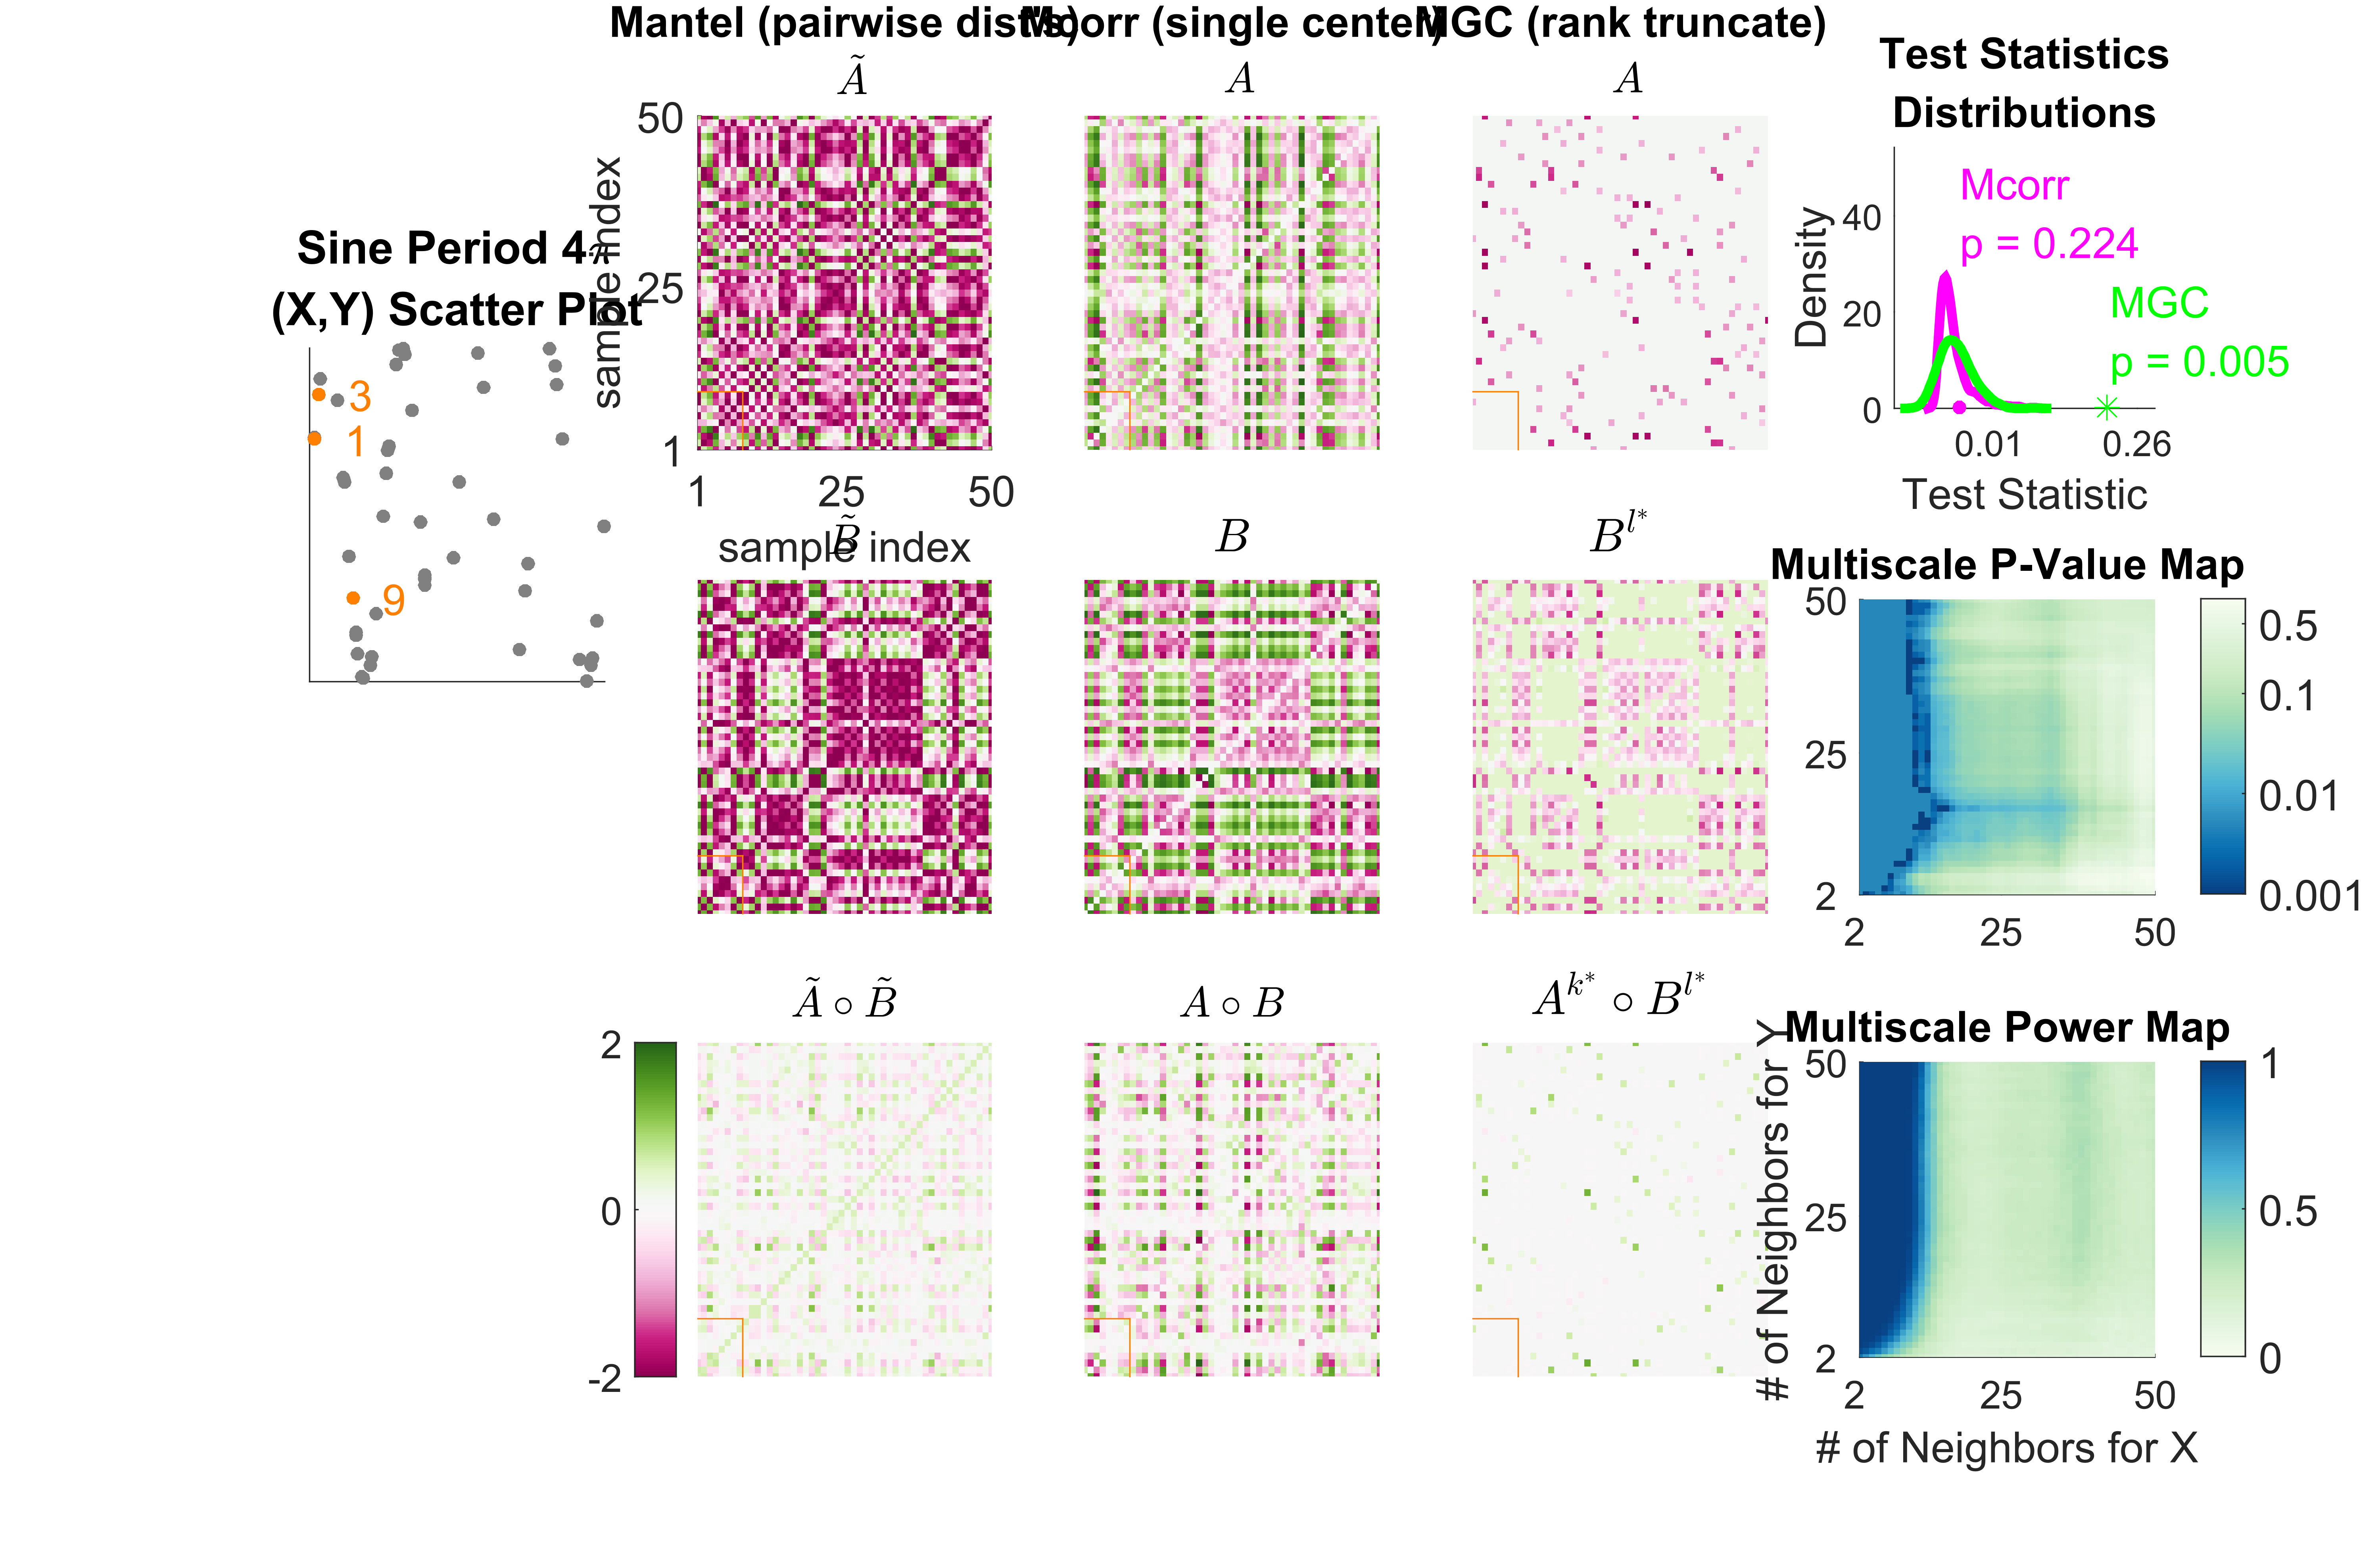 Sine Period 4π
(X,Y) Scatter Plot
3
1
9
Mantel (pairwise dist's)
Ã
50
25
1
sample index
1 25 50
sample index
Mcorr (single center)
A
MGC (rank truncate)
A
Test Statistics
Distributions
Mcorr
p = 0.224
MGC
p = 0.005
Density
40
20
0
0.01 0.26
Test Statistic
B̃
B
B^{l*}
Multiscale P-Value Map
50
25
2
2 25 50
0.5
0.1
0.01
0.001
Ã ∘ B̃
2
0
-2
A ∘ B
A^{k*} ∘ B^{l*}
Multiscale Power Map
# of Neighbors for Y
50
25
2
2 25 50
# of Neighbors for X
1
0.5
0